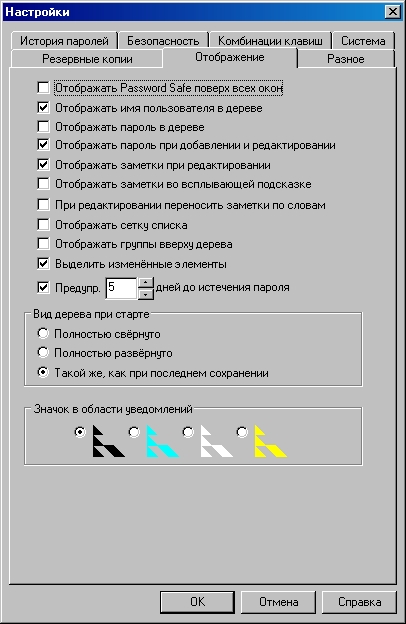 Настройки
История паролей Безопасность Комбинации клавиш Система
Резервные копии Отображение Разное
Отображать Password Safe поверх всех окон
Отображать имя пользователя в дереве
Отображать пароль в дереве
Отображать пароль при добавлении и редактировании
Отображать заметки при редактировании
Отображать заметки во всплывающей подсказке
При редактировании переносить заметки по словам
Отображать сетку списка
Отображать группы вверху дерева
Выделить изменённые элементы
Предупр. 5 дней до истечения пароля
Вид дерева при старте
Полностью свёрнуто
Полностью развёрнуто
Такой же, как при последнем сохранении
Значок в области уведомлений
OK Отмена Справка